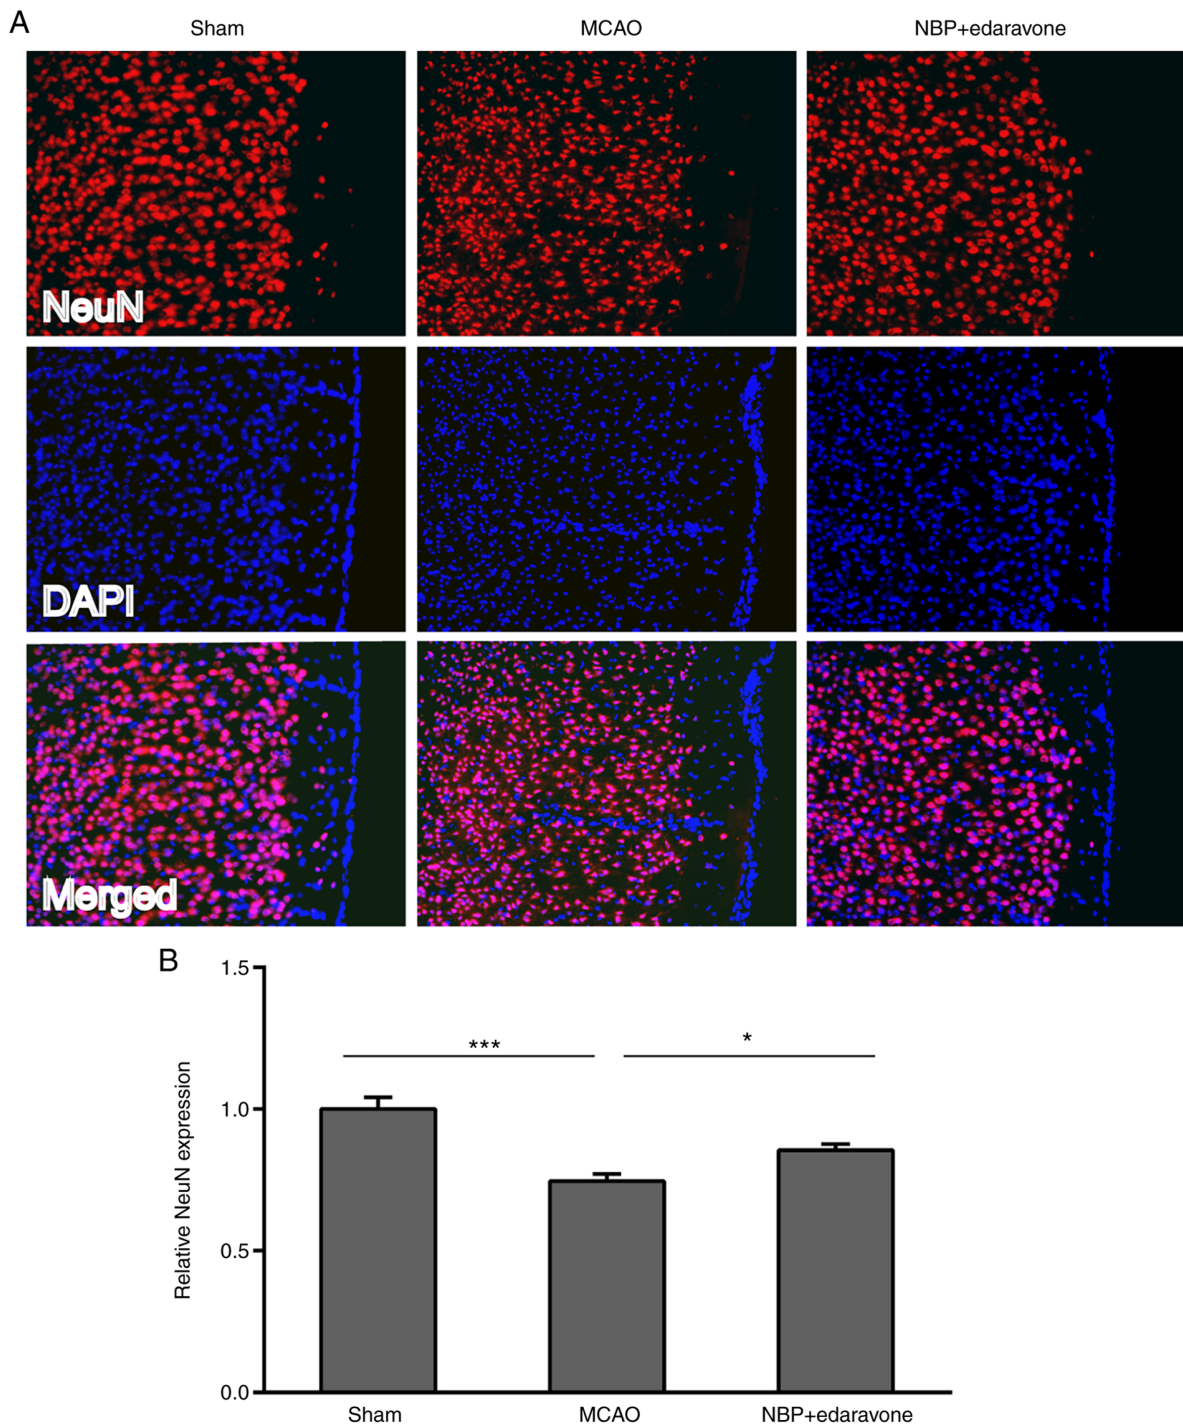 A
Sham MCAO NBP+edaravone
NeuN
DAPI
Merged
B
1.5
*** *
1.0
Relative NeuN expression
0.5
0.0
Sham MCAO NBP+edaravone